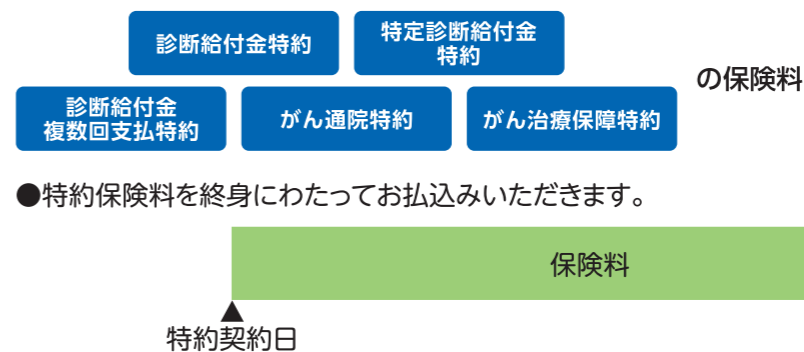 診断給付金特約
特定診断給付金
特約
の保険料
診断給付金
複数回支払特約
がん通院特約
がん治療保障特約
●特約保険料を終身にわたってお払込みいただきます。
保険料
▲
特約契約日